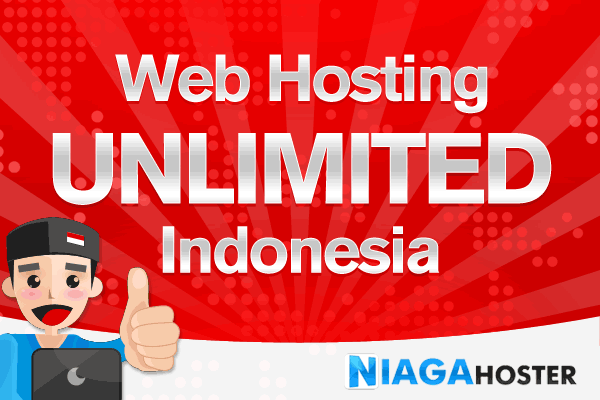 Web Hosting
UNLIMITED
Indonesia
NIAGAHOSTER